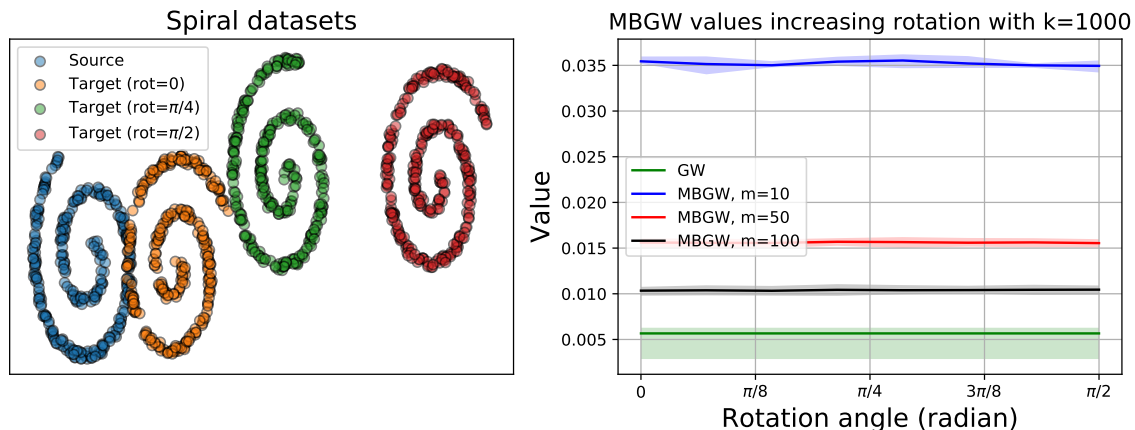 Spiral datasets
Source
Target (rot=0)
Target (rot=π/4)
Target (rot=π/2)
MBGW values increasing rotation with k=1000
Value
0.035
0.030
0.025
0.020
0.015
0.010
0.005
GW
MBGW, m=10
MBGW, m=50
MBGW, m=100
0
π/8
π/4
3π/8
π/2
Rotation angle (radian)